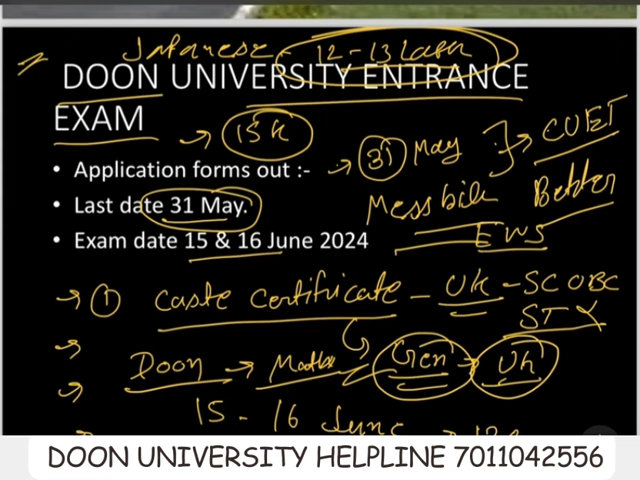 Japanese - 12-13 Lakh
DOON UNIVERSITY ENTRANCE
EXAM
→ 15k
• Application forms out :-
→ 31 May } → CUET
• Last date 31 May.
Better
• Exam date 15 & 16 June 2024
EWS
→ ① Caste Certificate - UK - SC OBC
ST X
Doon → Gen → Uk
15 - 16 June
DOON UNIVERSITY HELPLINE 7011042556